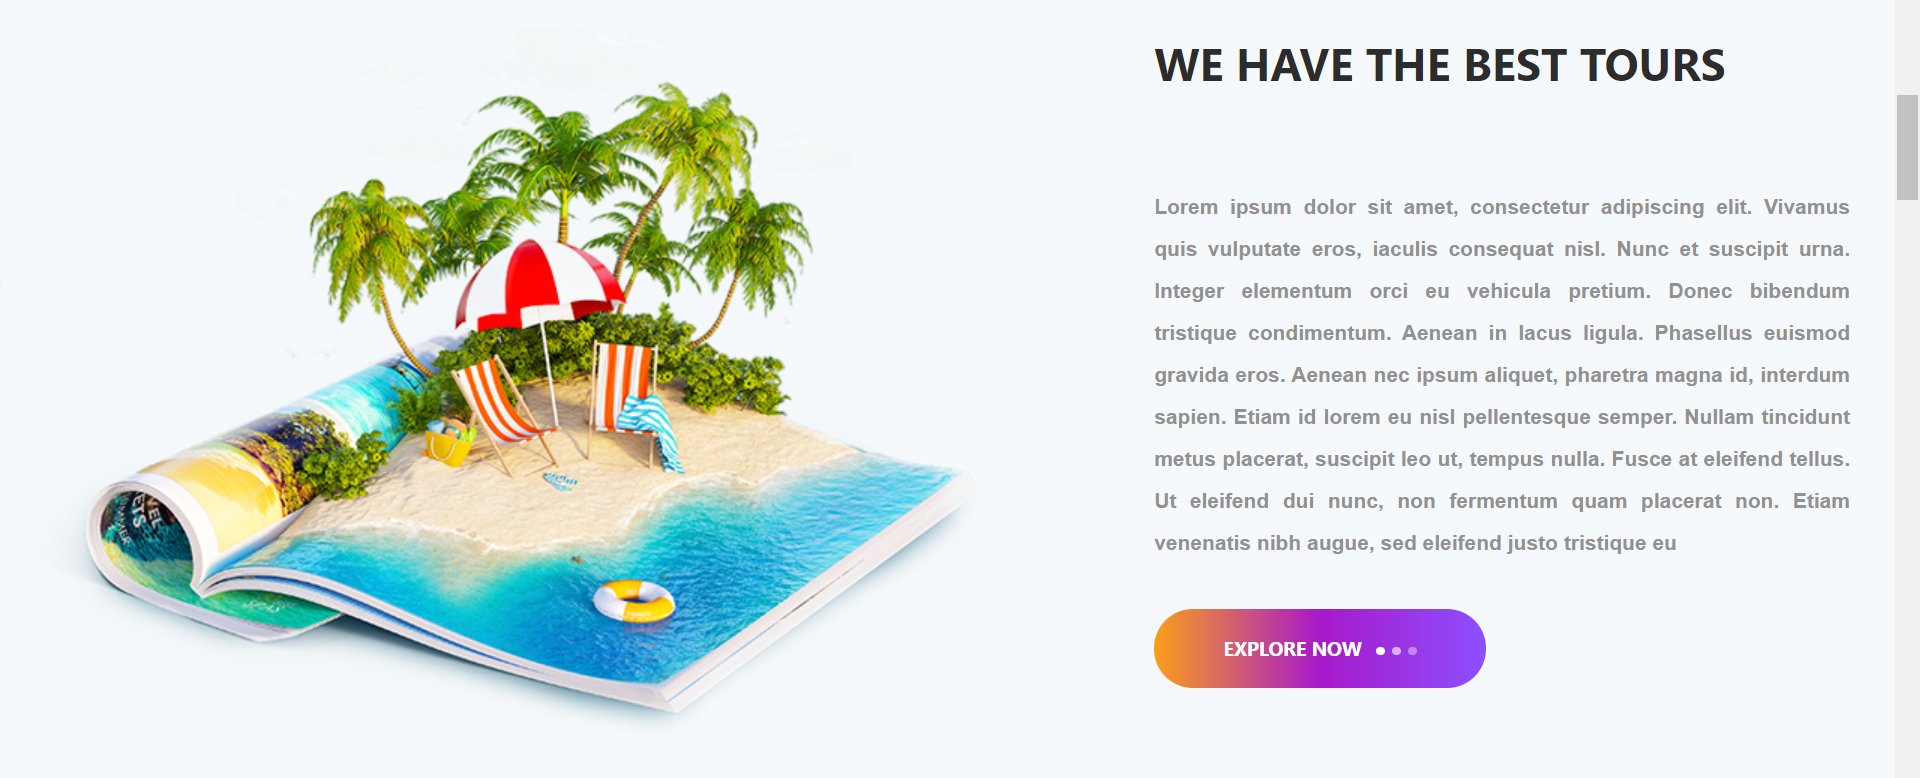 WE HAVE THE BEST TOURS
Lorem ipsum dolor sit amet, consectetur adipiscing elit. Vivamus
quis vulputate eros, iaculis consequat nisl. Nunc et suscipit urna.
Integer elementum orci eu vehicula pretium. Donec bibendum
tristique condimentum. Aenean in lacus ligula. Phasellus euismod
gravida eros. Aenean nec ipsum aliquet, pharetra magna id, interdum
sapien. Etiam id lorem eu nisl pellentesque semper. Nullam tincidunt
metus placerat, suscipit leo ut, tempus nulla. Fusce at eleifend tellus.
Ut eleifend dui nunc, non fermentum quam placerat non. Etiam
venenatis nibh augue, sed eleifend justo tristique eu
EXPLORE NOW